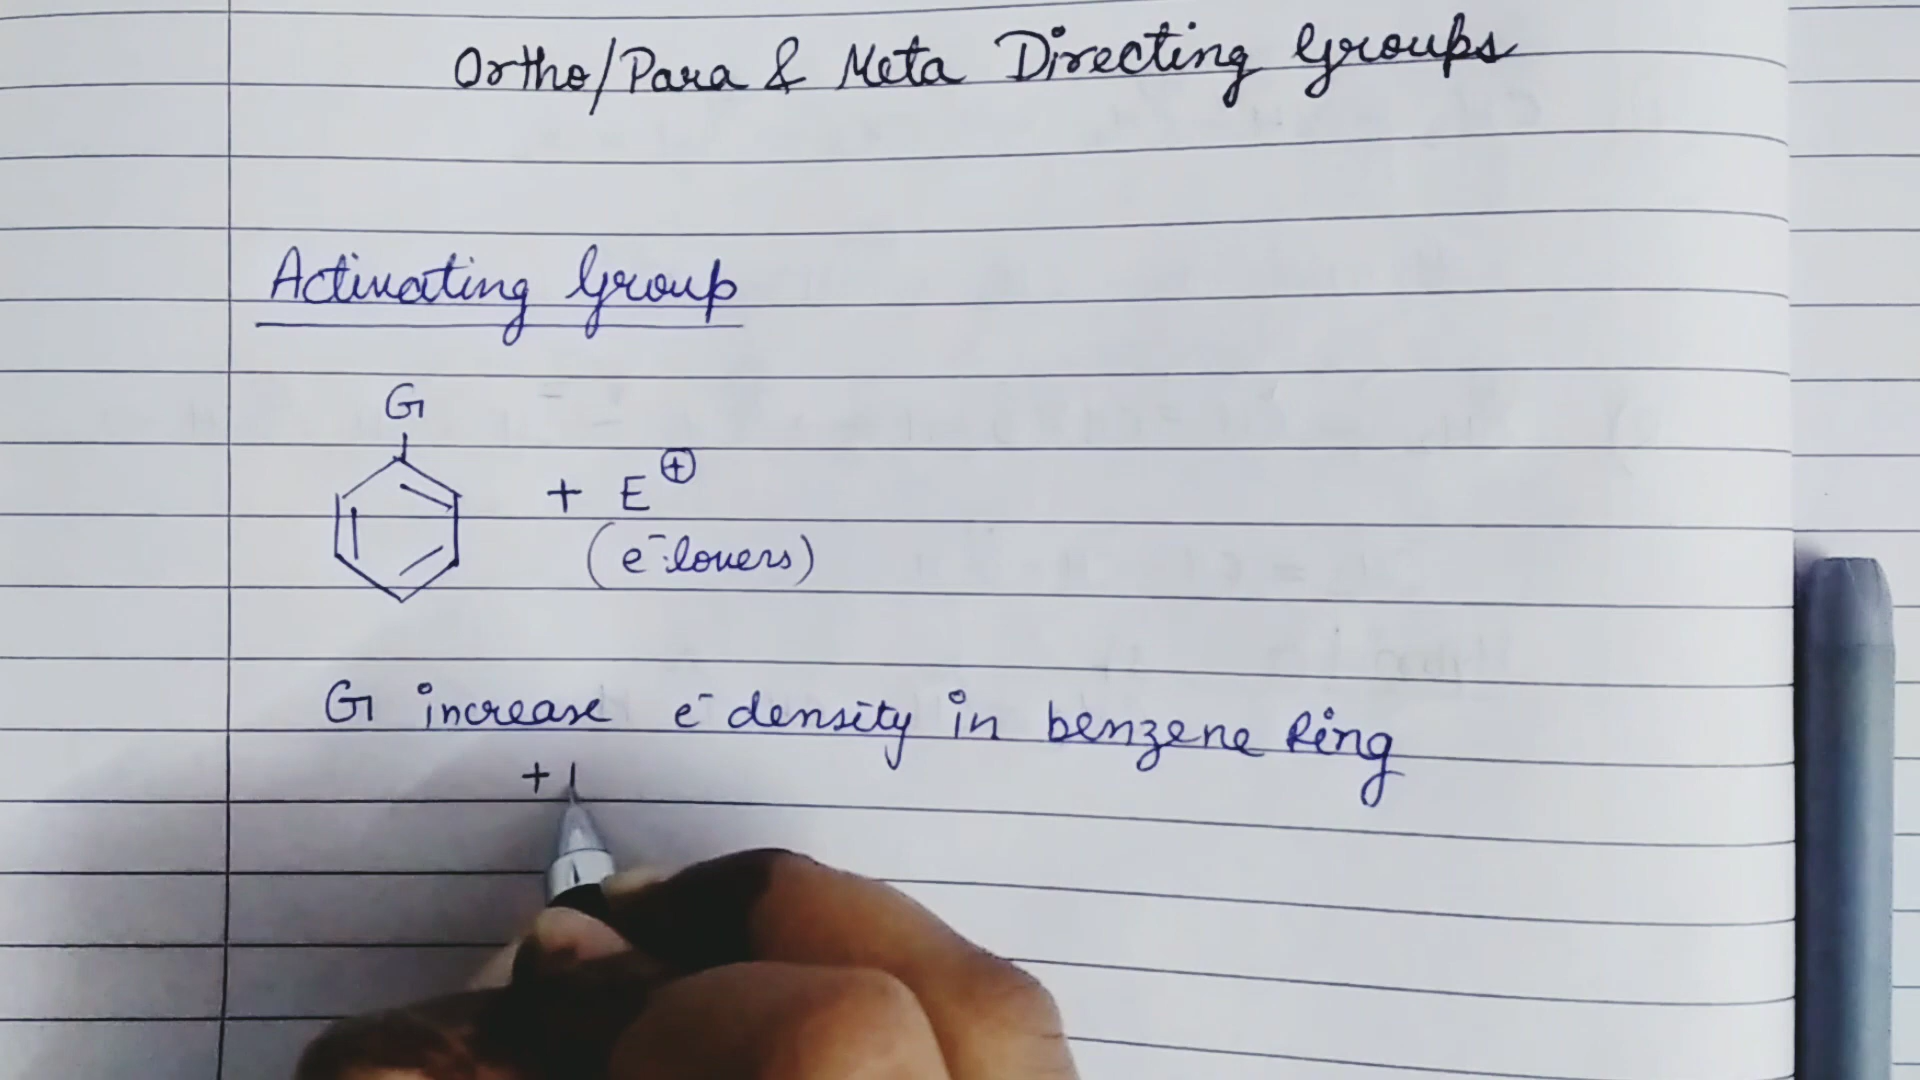 Ortho/Para & Meta Directing Groups
Activating Group
G
+ E⊕
(e⁻ lovers)
G increase e⁻ density in benzene Ring
+ I